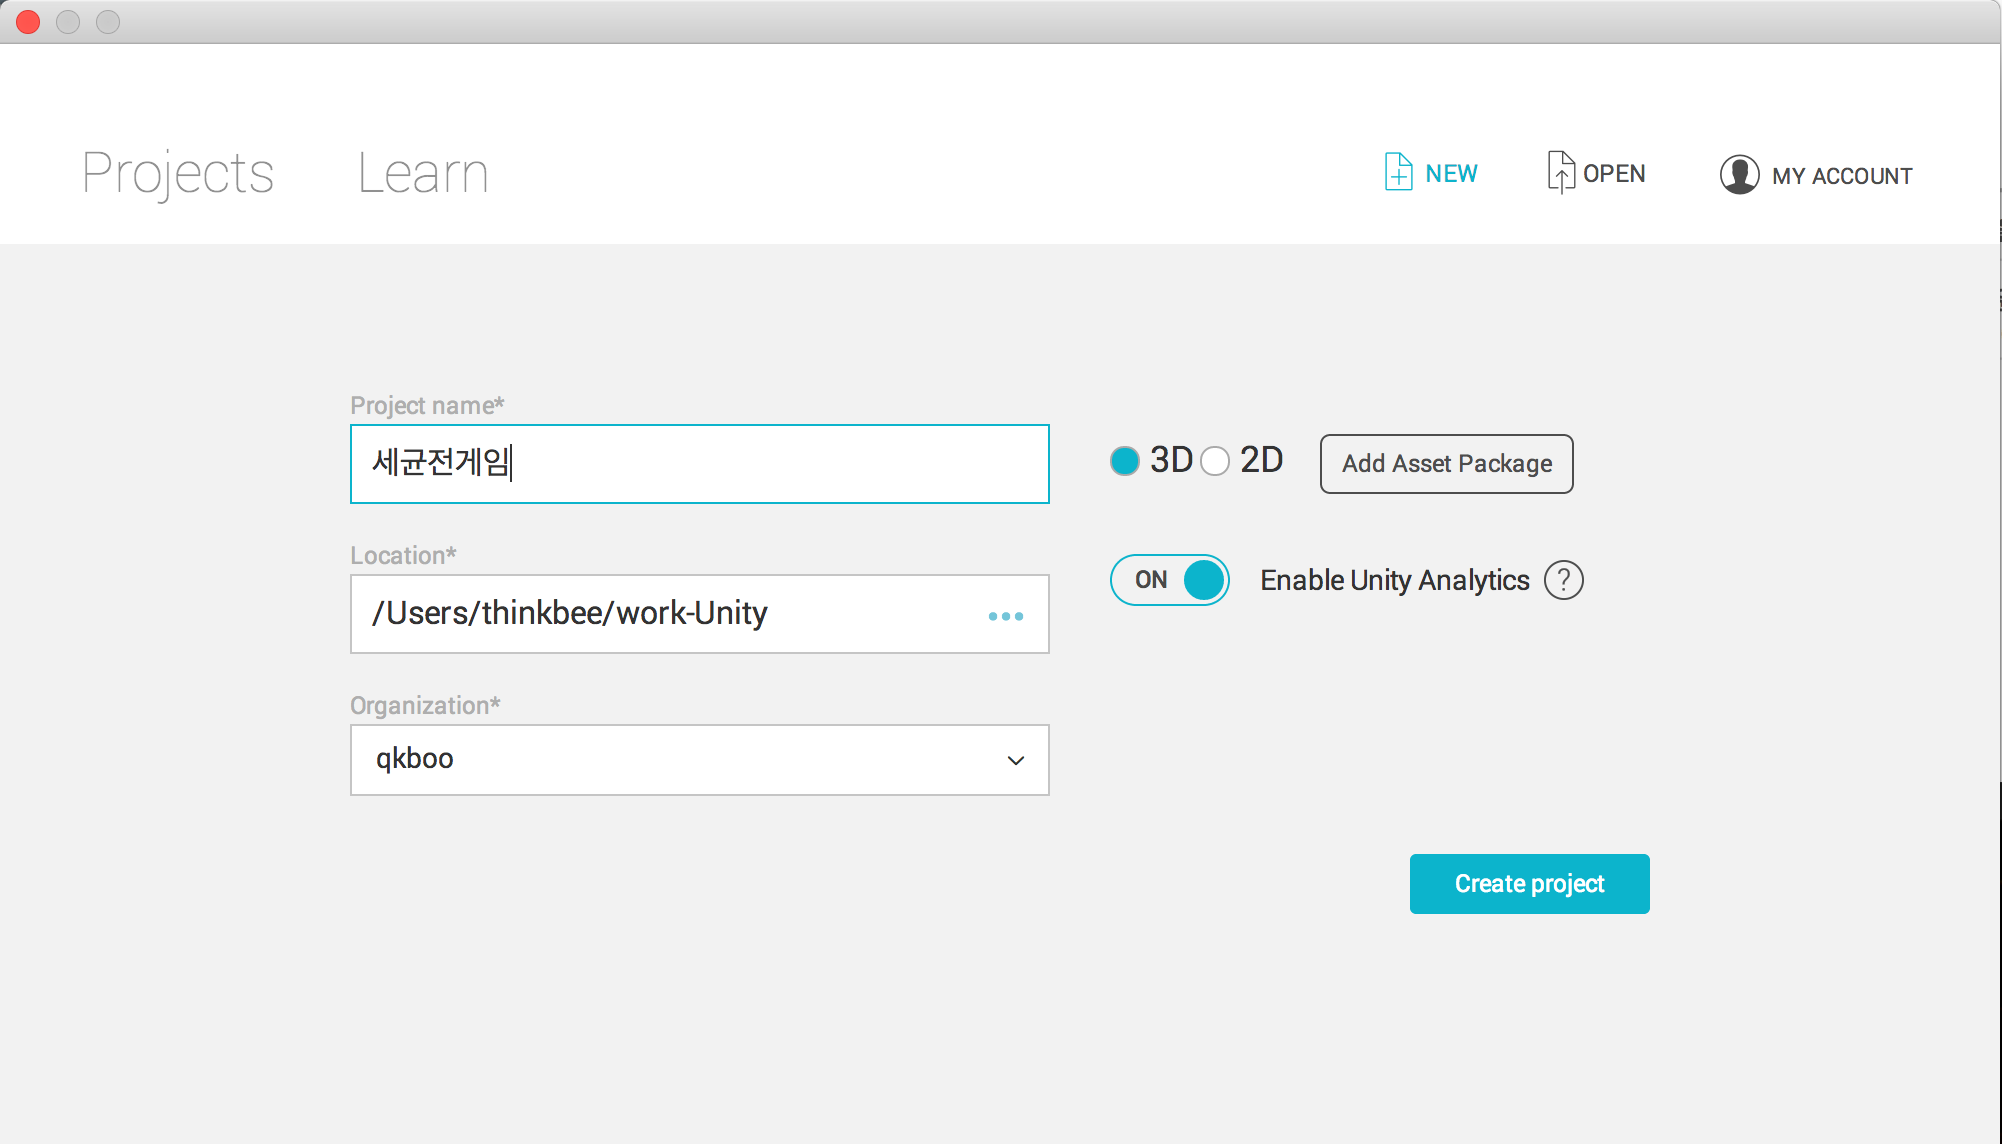 Projects Learn NEW OPEN MY ACCOUNT
Project name*
세균전게임 3D 2D Add Asset Package
Location*
/Users/thinkbee/work-Unity ON Enable Unity Analytics ?
Organization*
qkboo
Create project